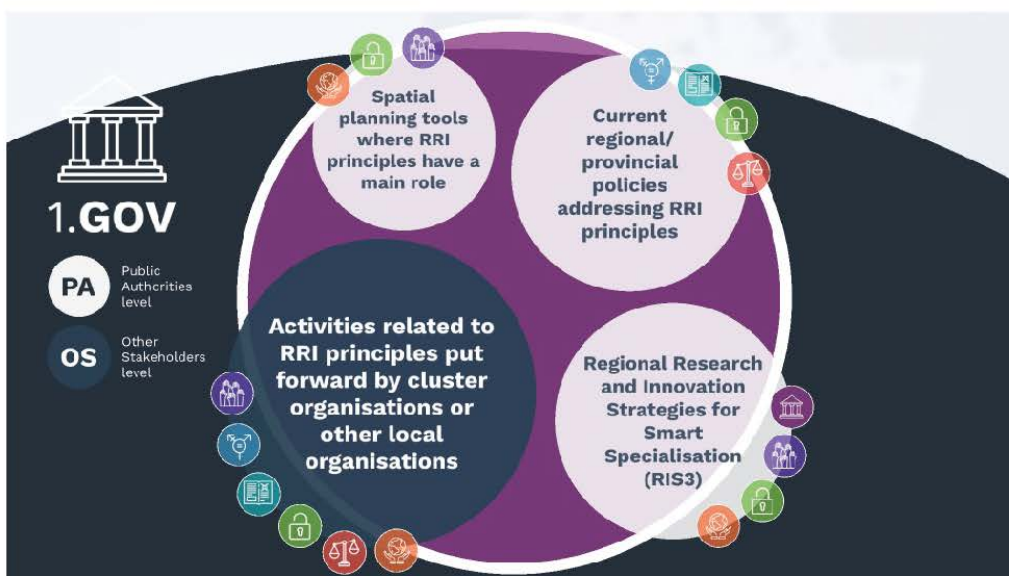 1.GOV
PA
Public
Authorities
level
OS
Other
Stakeholders
level
Spatial
planning tools
where RRI
principles have a
main role
Current
regional/
provincial
policies
addressing RRI
principles
Activities related to
RRI principles put
forward by cluster
organisations or
other local
organisations
Regional Research
and Innovation
Strategies for
Smart
Specialisation
(RIS3)